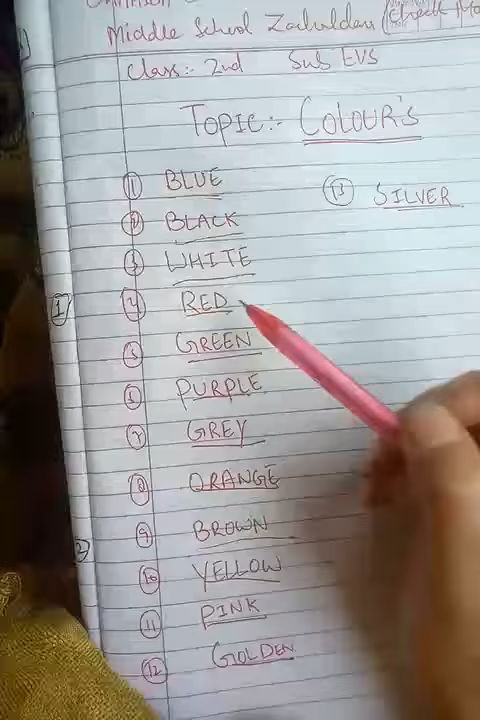 Middle School Zachaldara
Class:- 2nd Sub EVS
Topic:- COLOUR'S
1 BLUE
2 BLACK
3 WHITE
4 RED
5 GREEN
6 PURPLE
7 GREY
8 ORANGE
9 BROWN
10 YELLOW
11 PINK
12 GOLDEN
13 SILVER